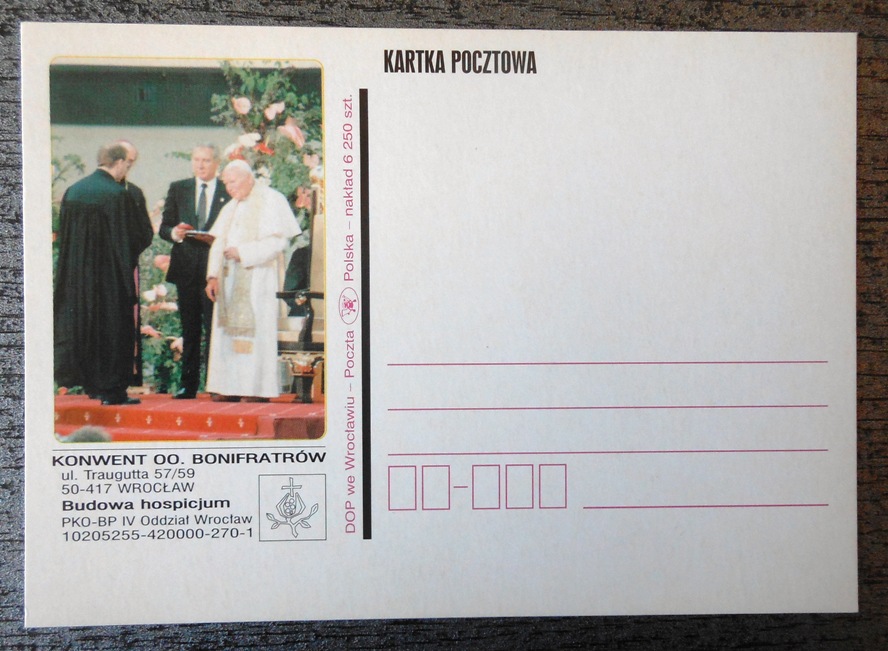 KARTKA POCZTOWA
DOP we Wrocławiu – Poczta Polska – nakład 6 250 szt.
KONWENT OO. BONIFRATRÓW
ul. Traugutta 57/59
50-417 WROCŁAW
Budowa hospicjum
PKO-BP IV Oddział Wrocław
10205255-420000-270-1